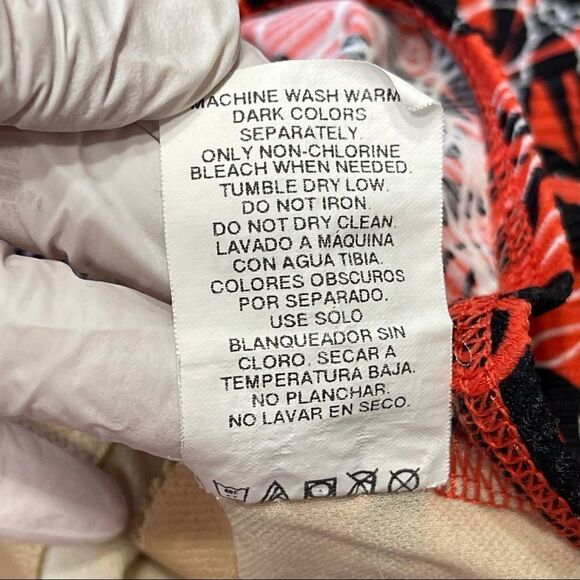 MACHINE WASH WARM
DARK COLORS
SEPARATELY.
ONLY NON-CHLORINE
BLEACH WHEN NEEDED.
TUMBLE DRY LOW.
DO NOT IRON.
DO NOT DRY CLEAN.
LAVADO A MÁQUINA
CON AGUA TIBIA.
COLORES OBSCUROS
POR SEPARADO.
USE SÓLO
BLANQUEADOR SIN
CLORO. SECAR A
TEMPERATURA BAJA.
NO PLANCHAR.
NO LAVAR EN SECO.